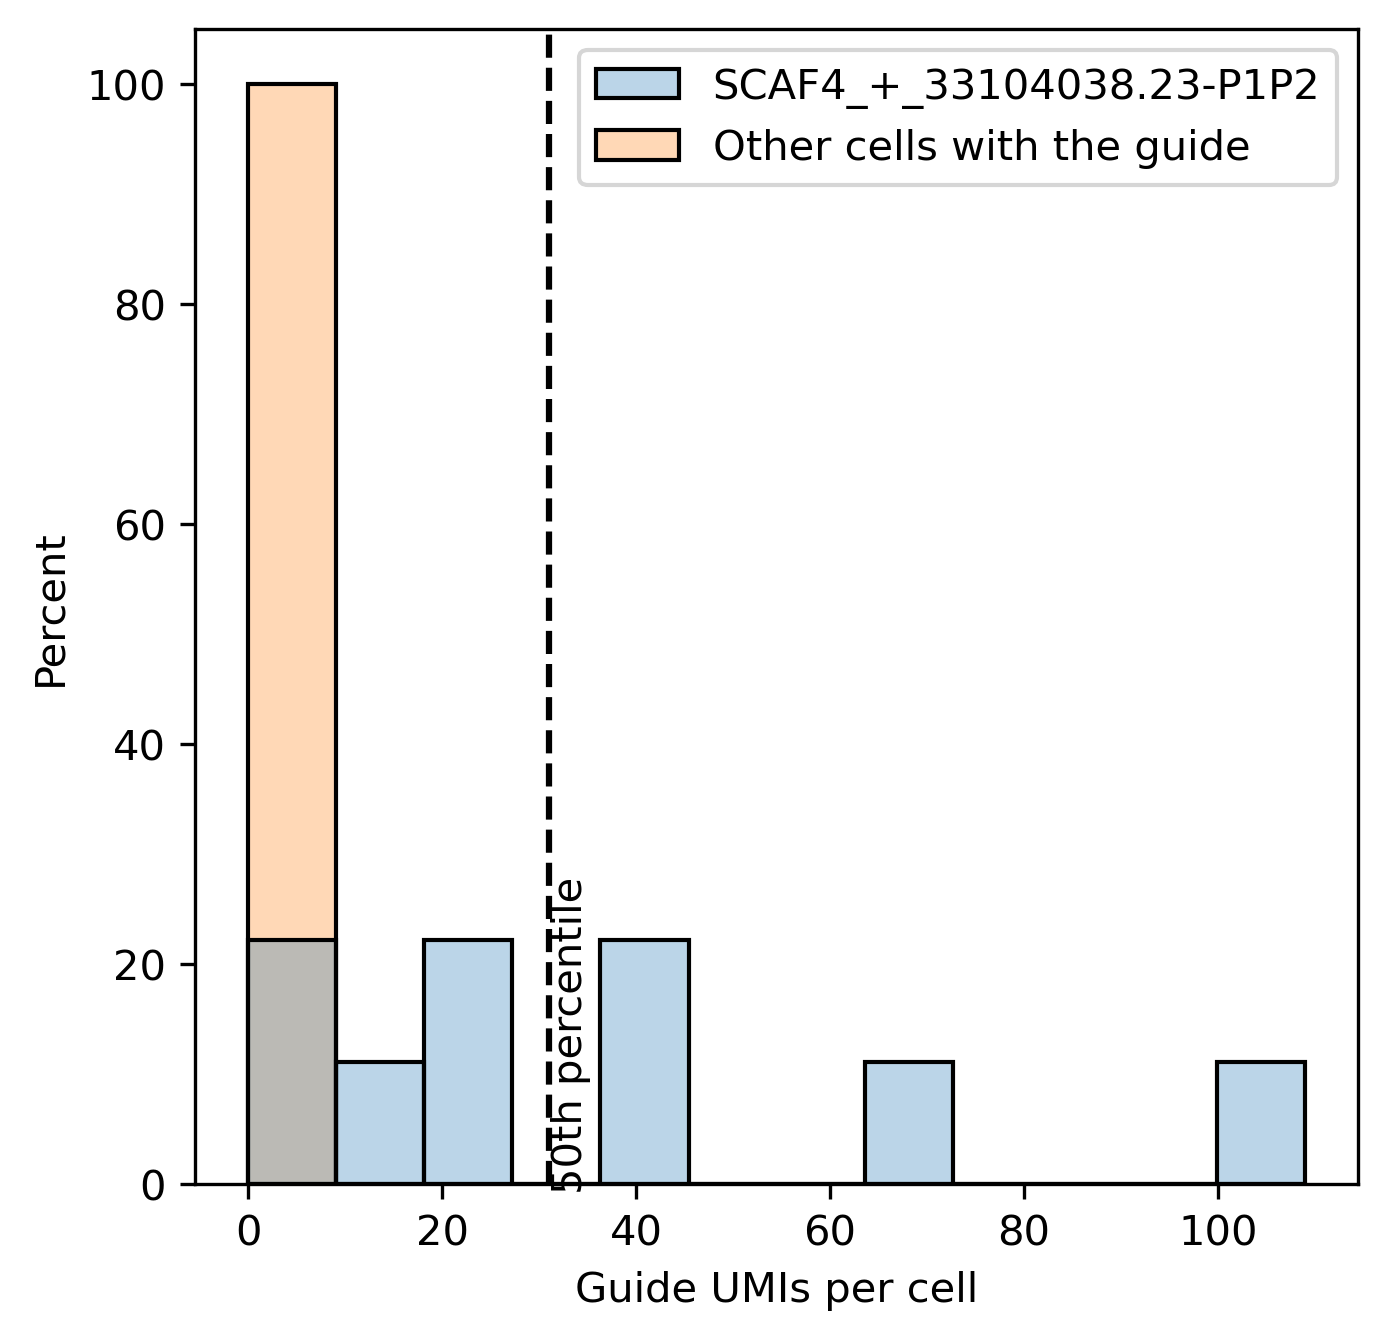 SCAF4_+_33104038.23-P1P2
Other cells with the guide
100
80
60
40
20
0
Percent
50th percentile
0 20 40 60 80 100
Guide UMIs per cell